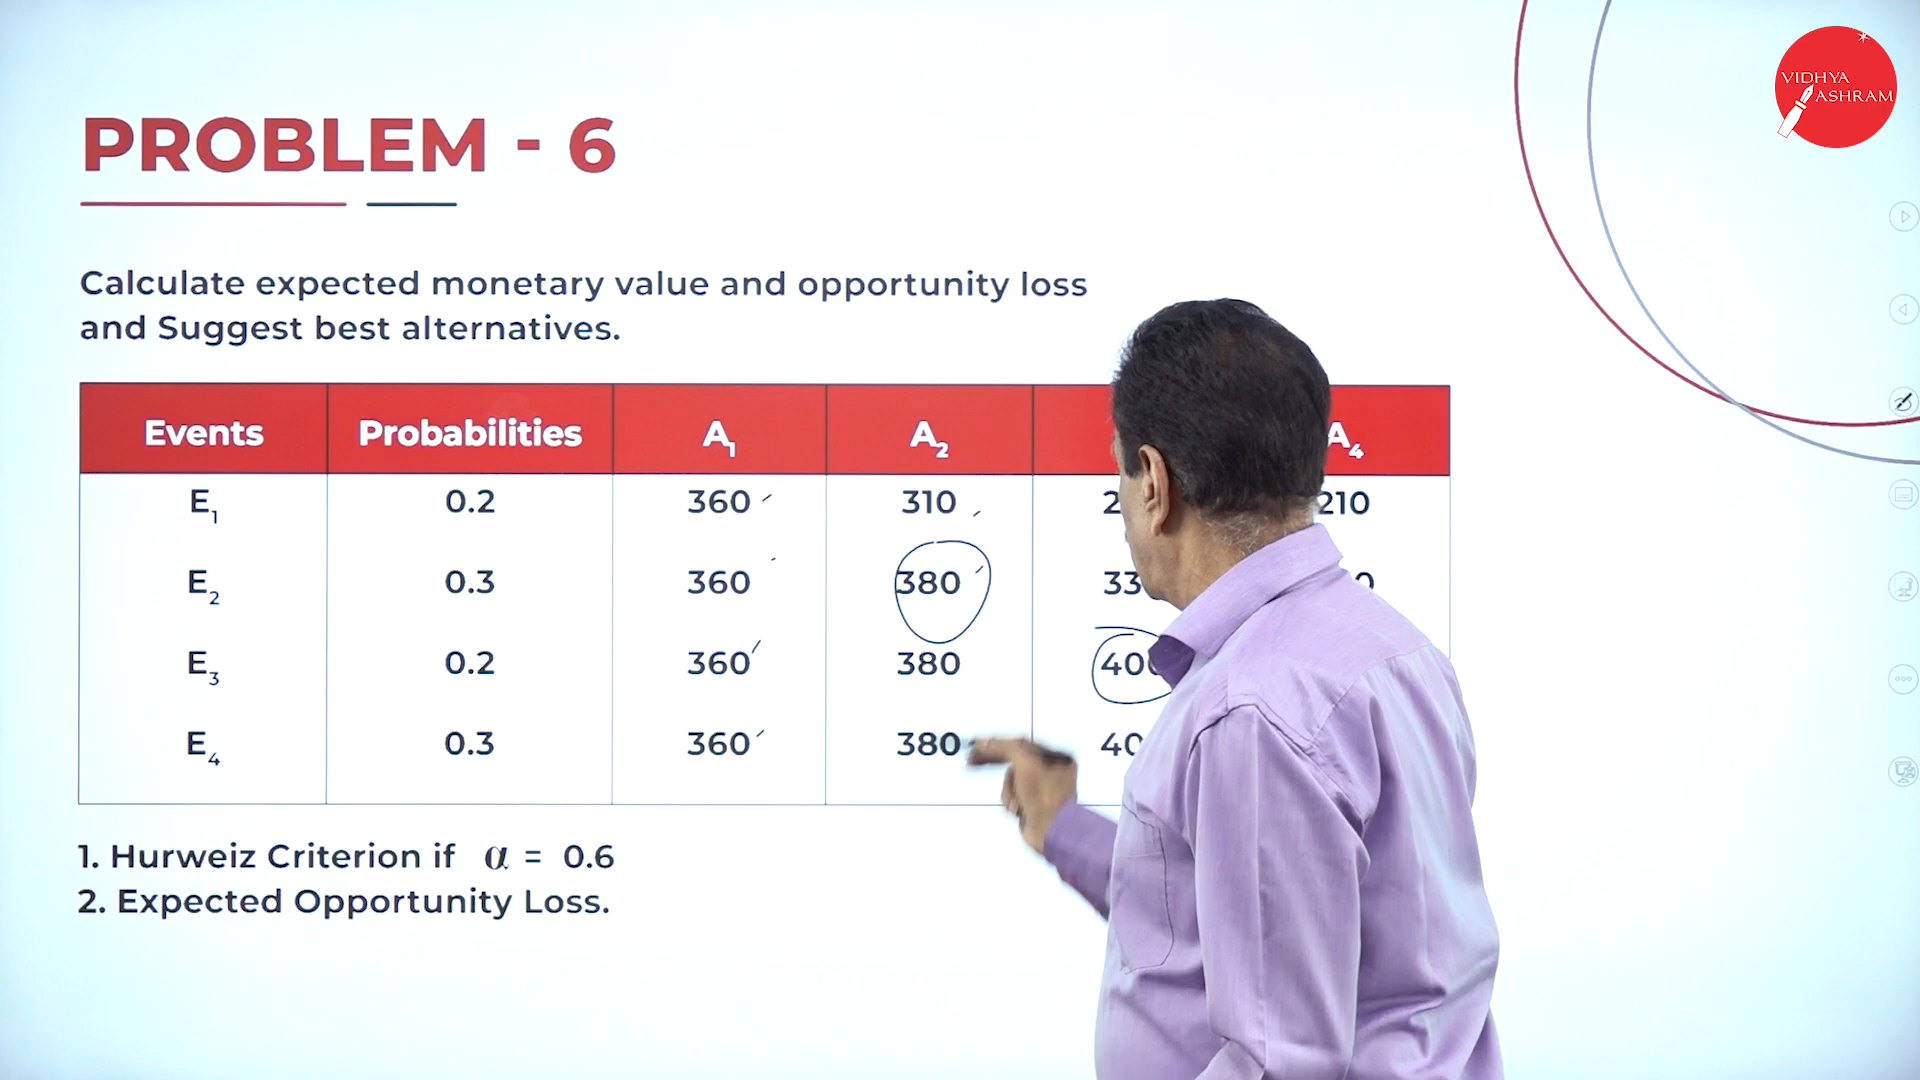 VIDHYA
ASHRAM
PROBLEM - 6
Calculate expected monetary value and opportunity loss
and Suggest best alternatives.
Events Probabilities A1 A2 A4
E1 0.2 360 310 210
E2 0.3 360 380
E3 0.2 360 380
E4 0.3 360 380
1. Hurweiz Criterion if α = 0.6
2. Expected Opportunity Loss.